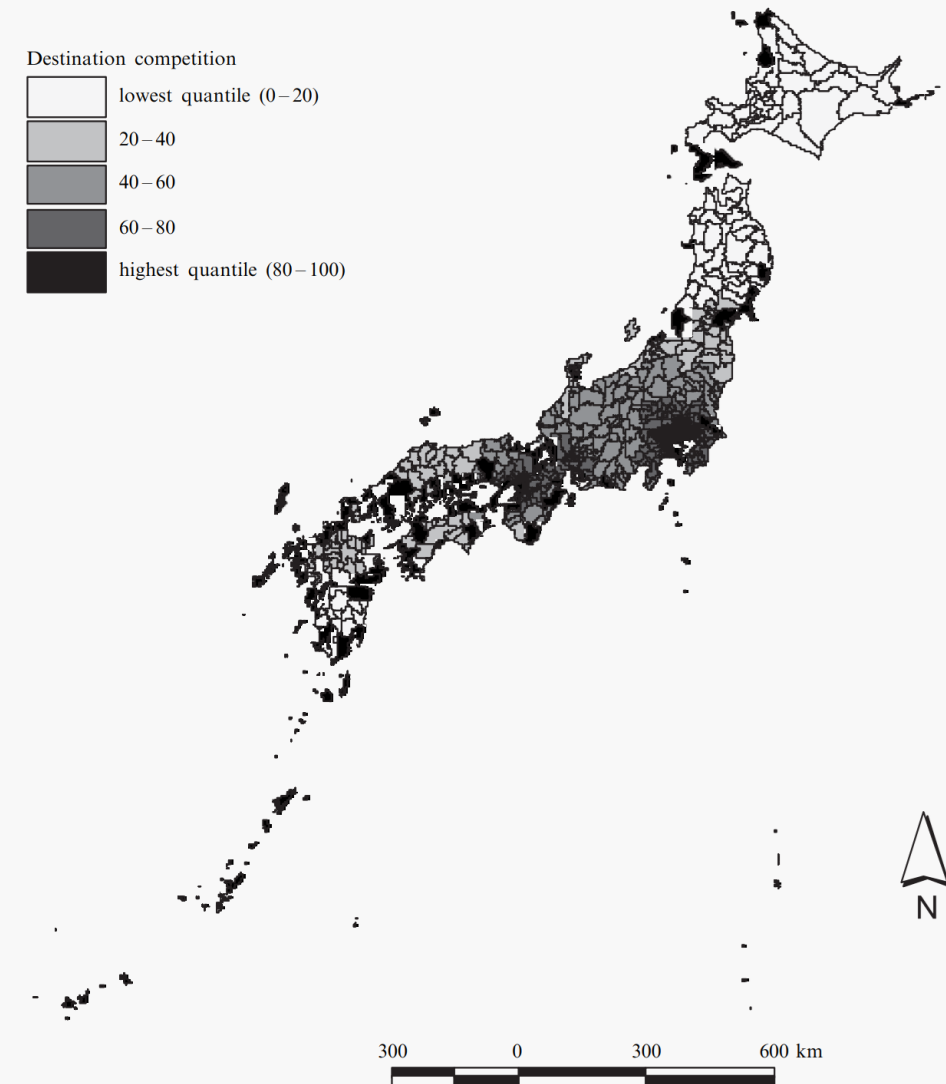 Destination competition
lowest quantile (0–20)
20–40
40–60
60–80
highest quantile (80–100)
N
300 0 300 600 km